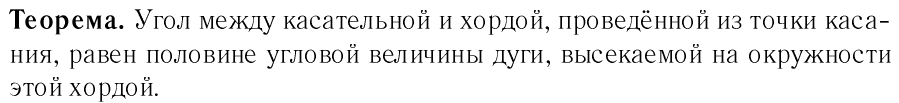 Теорема. Угол между касательной и хордой, проведённой из точки каса-
ния, равен половине угловой величины дуги, высекаемой на окружности
этой хордой.